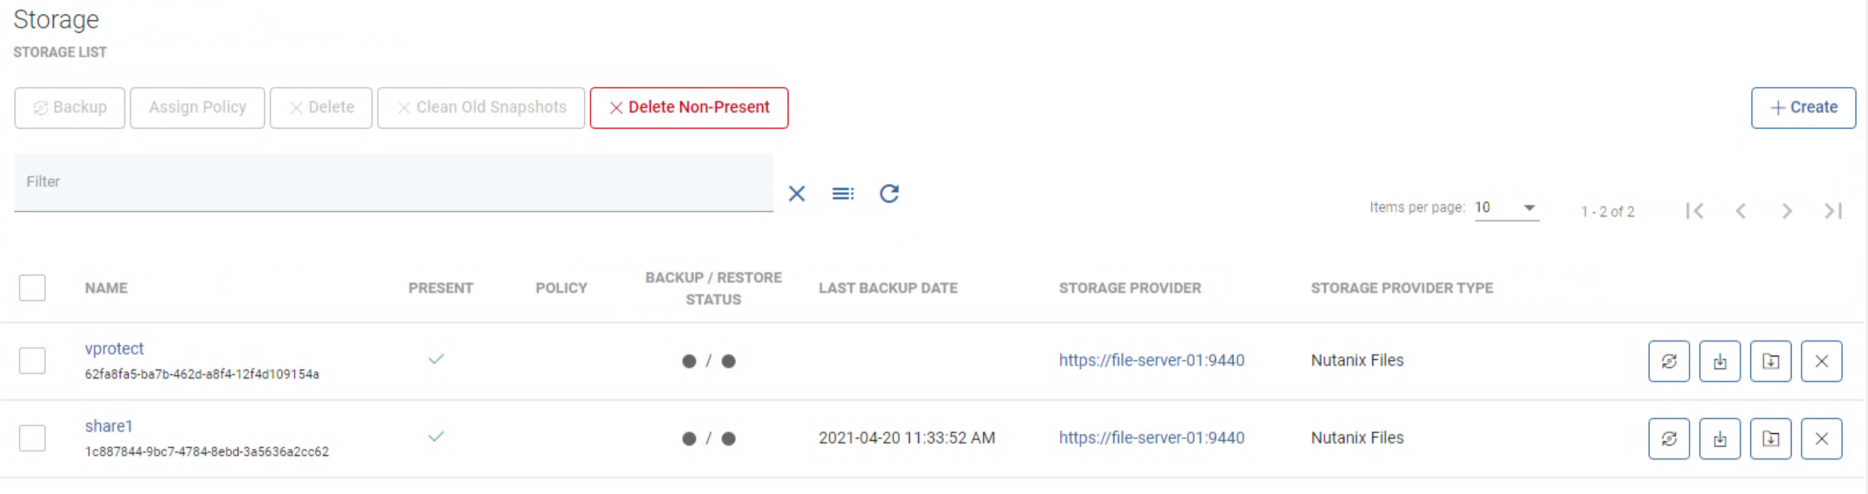 Storage
STORAGE LIST
Backup Assign Policy Delete Clean Old Snapshots Delete Non-Present Create
Filter
Items per page: 10 1 - 2 of 2
NAME PRESENT POLICY BACKUP / RESTORE STATUS LAST BACKUP DATE STORAGE PROVIDER STORAGE PROVIDER TYPE
vprotect / https://file-server-01:9440 Nutanix Files
62fa8fa5-ba7b-462d-a8f4-12f4d109154a
share1 / 2021-04-20 11:33:52 AM https://file-server-01:9440 Nutanix Files
1c887844-9bc7-4784-8ebd-3a5636a2cc62